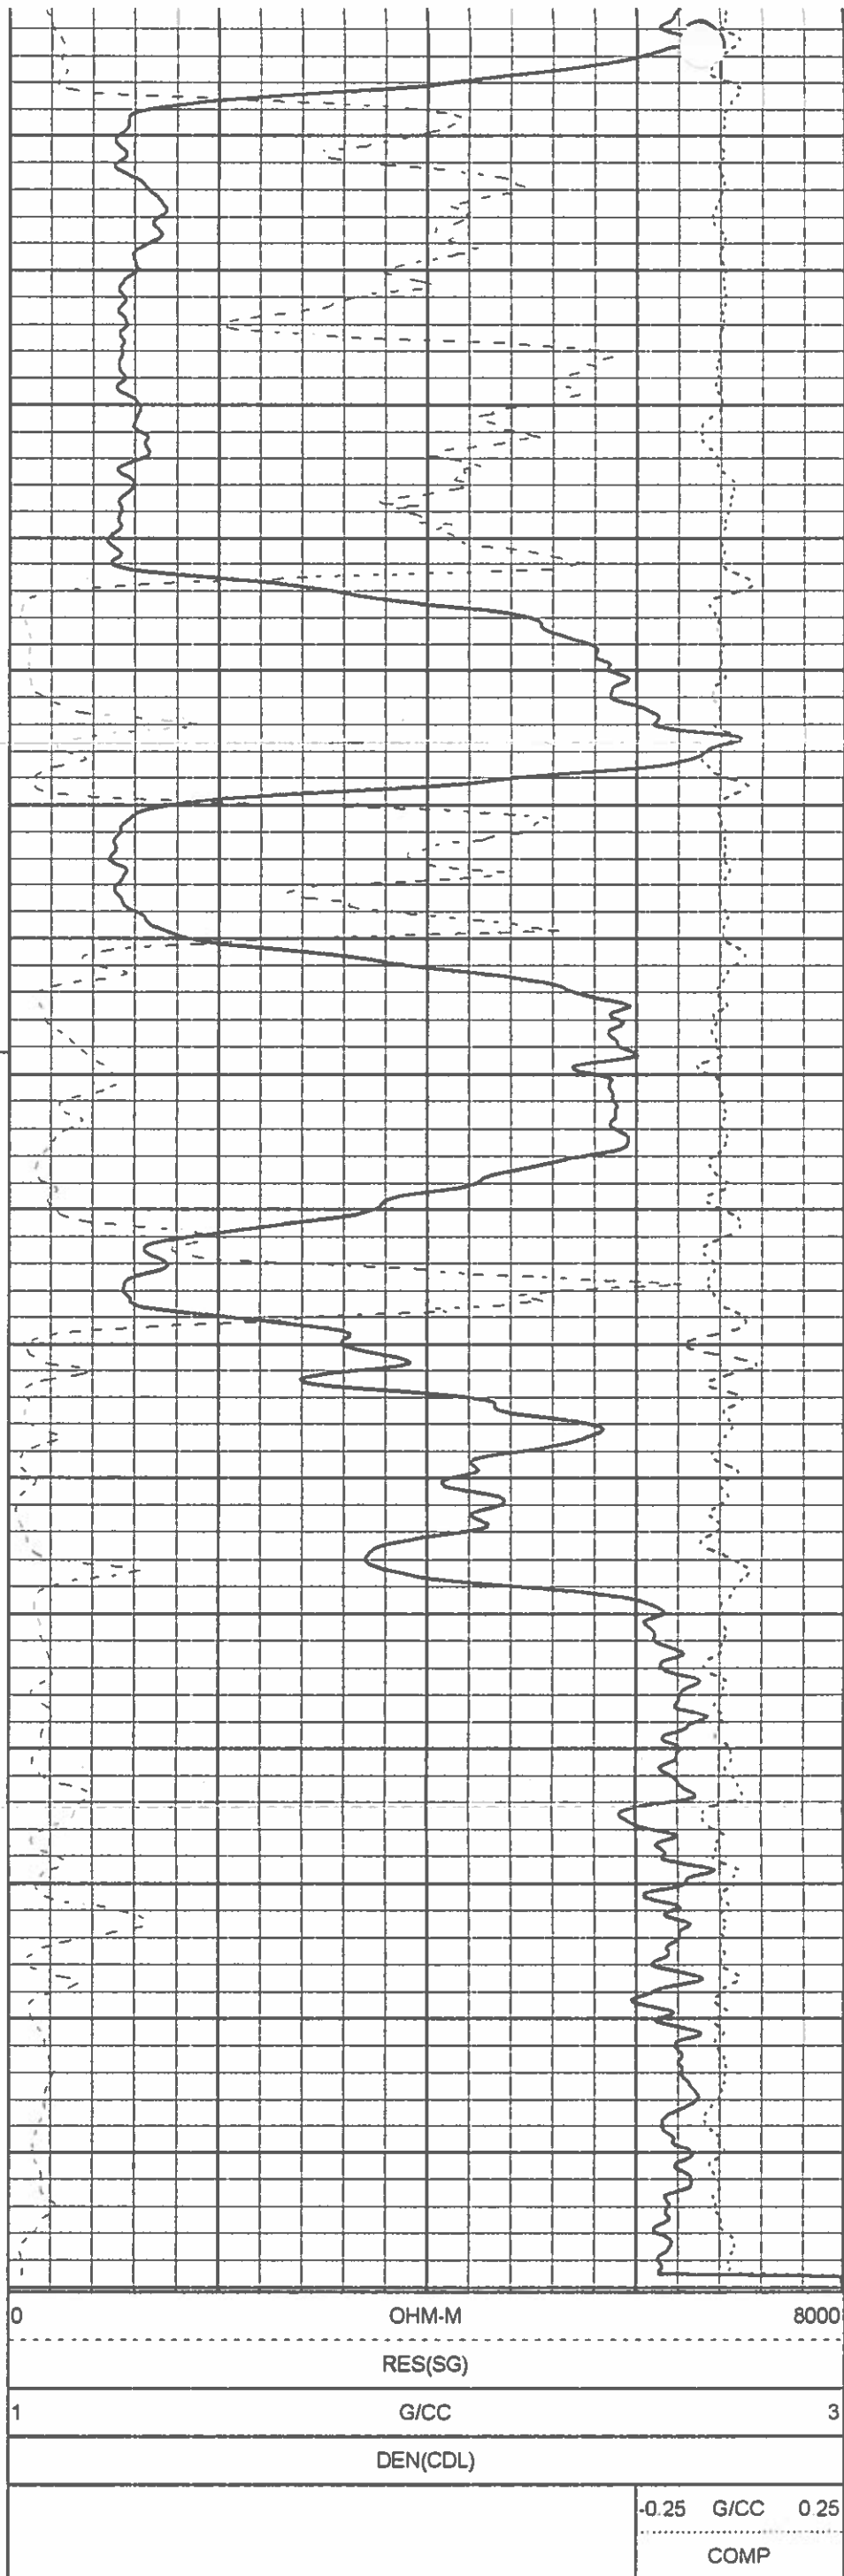 0 OHM-M 8000
RES(SG)
1 G/CC 3
DEN(CDL)
-0.25 G/CC 0.25
COMP